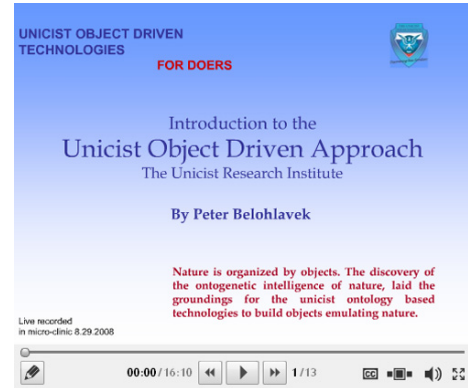 UNICIST OBJECT DRIVEN
TECHNOLOGIES
FOR DOERS
Introduction to the
Unicist Object Driven Approach
The Unicist Research Institute
By Peter Belohlavek
Nature is organized by objects. The discovery of
the ontogenetic intelligence of nature, laid the
groundings for the unicist ontology based
technologies to build objects emulating nature.
Live recorded
in micro-clinic 8.29.2008
00:00 / 16:10 1 / 13 CC